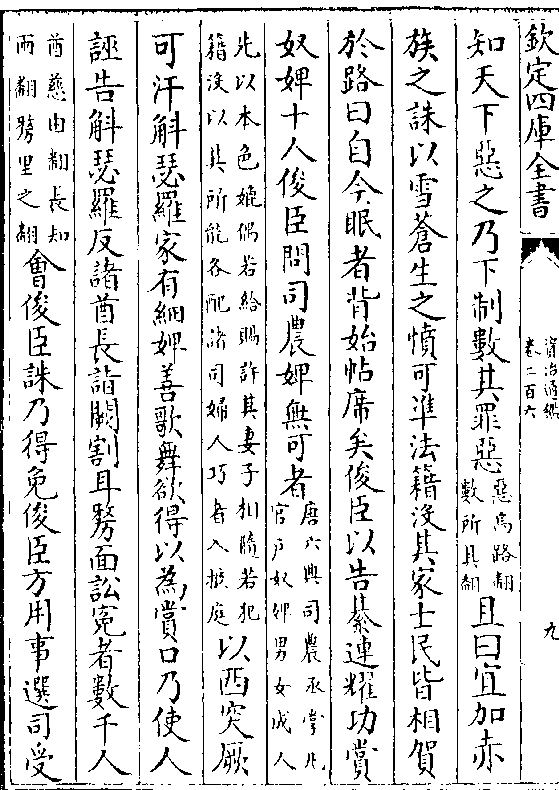 欽定四庫全書
資治通鑑
卷二百六
九
知天下惡之乃下制數其罪惡惡烏路翻
數所具翻且曰宜加赤
族之誅以雪蒼生之憤可準法籍没其家士民皆相賀
於路曰自今眠者背始帖席矣俊臣以告綦連耀功賞
奴婢十人俊臣閱司農婢無可者唐六典司農丞掌凡
官户奴婢男女成人
先以本色媲偶若給賜許其妻子相隨若犯
籍没以其所能各配諸司婦人巧者入掖庭以西突厥
可汗斛瑟羅家有細婢善歌舞欲得以為賞口乃使人
誣告斛瑟羅反諸酋長詣闕割耳剺面訟寃者數千人
酋慈由翻長知
兩翻剺里之翻會俊臣誅乃得免俊臣方用事選司受